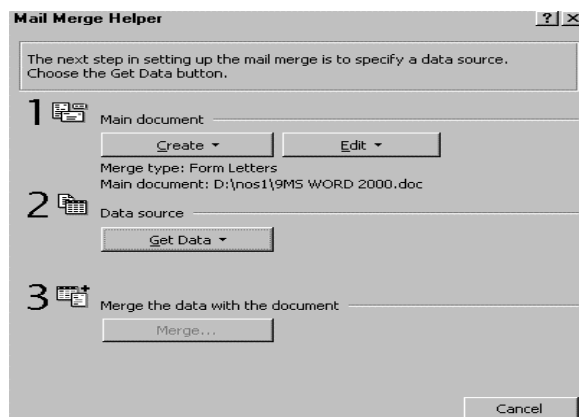 Mail Merge Helper ? X
The next step in setting up the mail merge is to specify a data source.
Choose the Get Data button.
1 Main document
Create Edit
Merge type: Form Letters
Main document: D:\nos1\9MS WORD 2000.doc
2 Data source
Get Data
3 Merge the data with the document
Merge...
Cancel